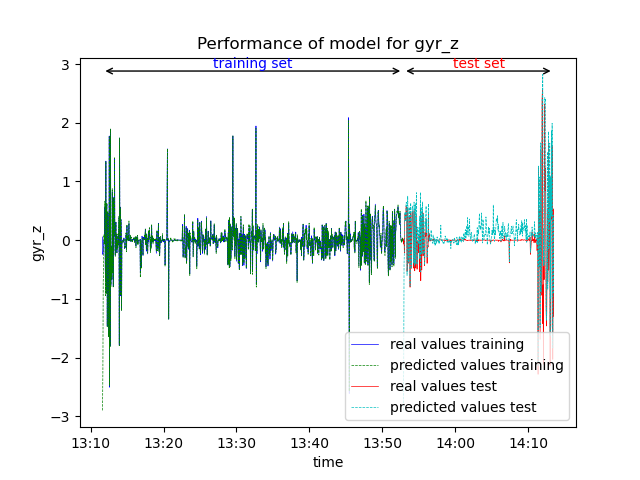 Performance of model for gyr_z
training set
test set
gyr_z
3
2
1
0
−1
−2
−3
real values training
predicted values training
real values test
predicted values test
13:10
13:20
13:30
13:40
13:50
14:00
14:10
time